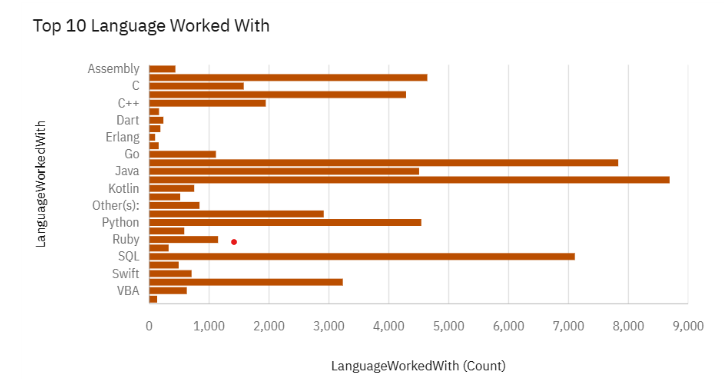 Top 10 Language Worked With
LanguageWorkedWith
Assembly
C
C++
Dart
Erlang
Go
Java
Kotlin
Other(s):
Python
Ruby
SQL
Swift
VBA
0 1,000 2,000 3,000 4,000 5,000 6,000 7,000 8,000 9,000
LanguageWorkedWith (Count)